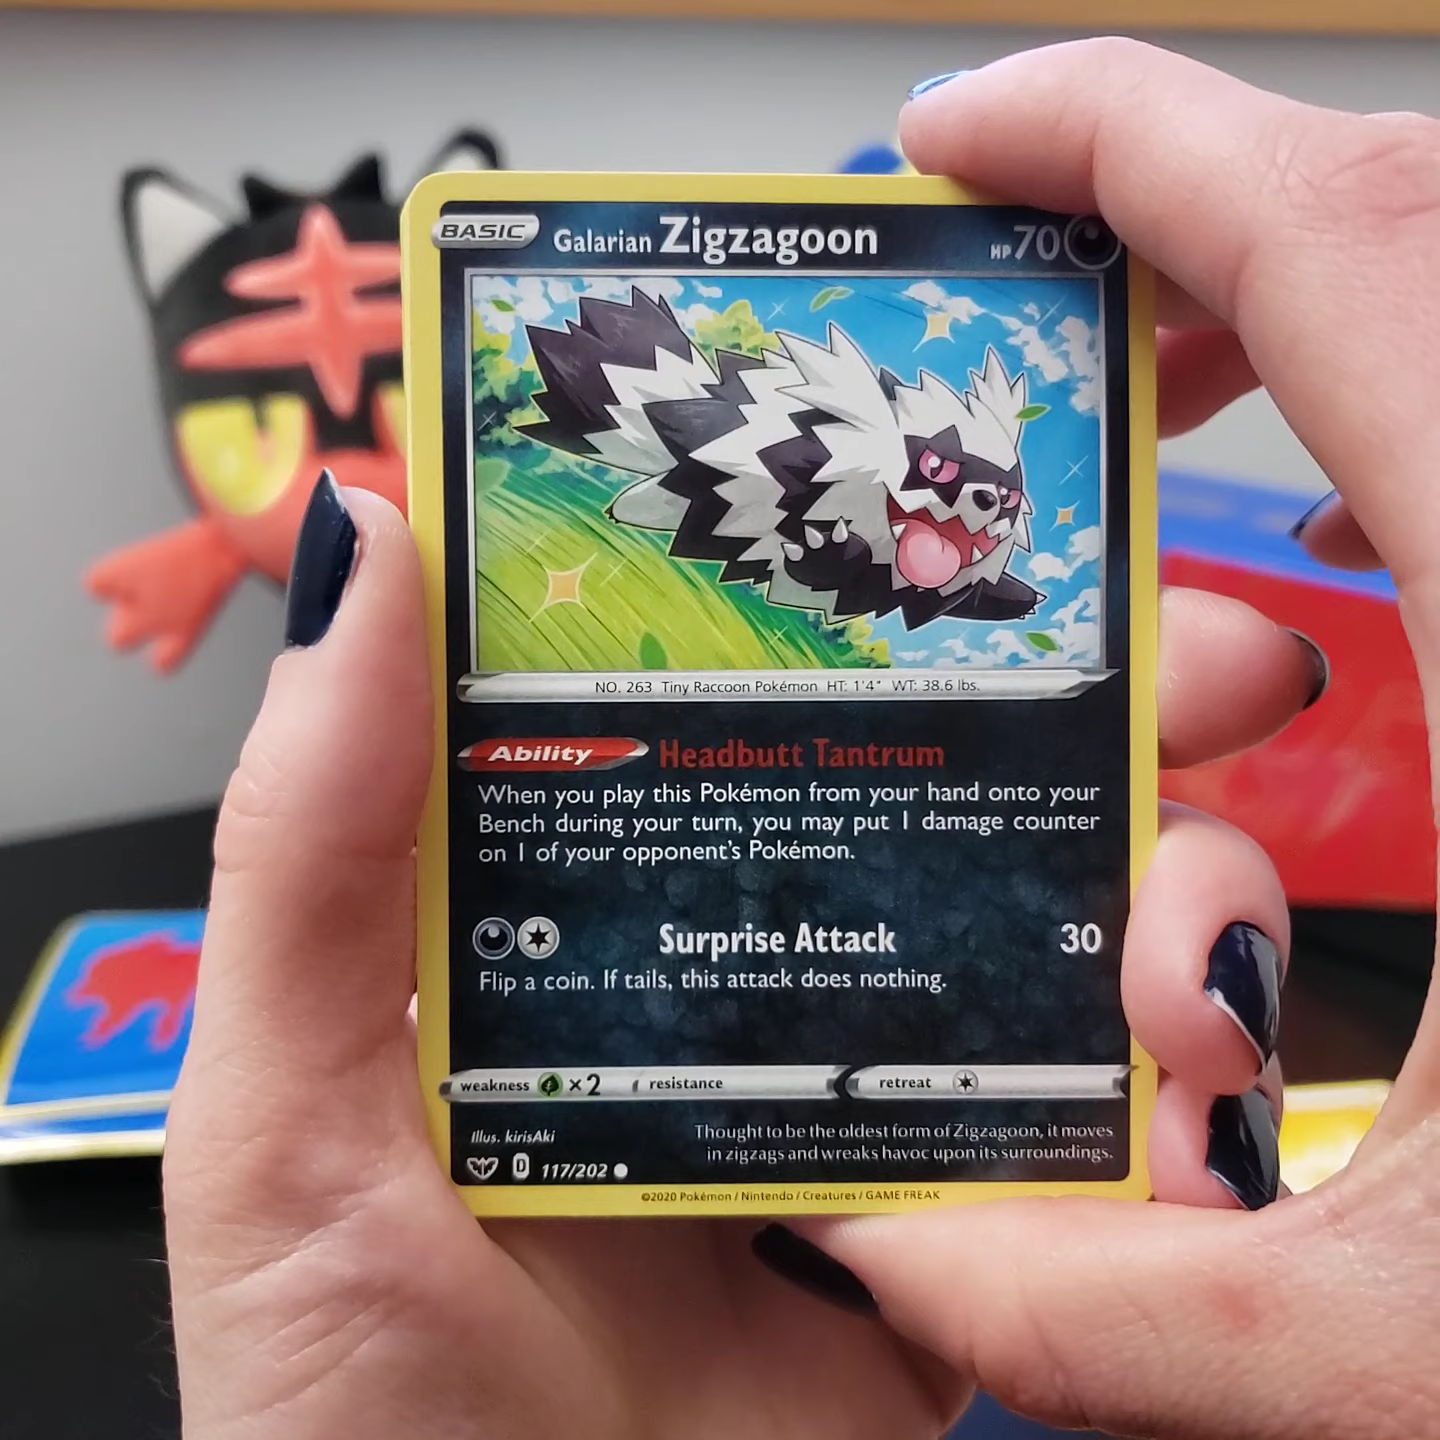 BASIC Galarian Zigzagoon HP 70
NO. 263 Tiny Raccoon Pokémon HT: 1'4" WT: 38.6 lbs.
Ability Headbutt Tantrum
When you play this Pokémon from your hand onto your
Bench during your turn, you may put 1 damage counter
on 1 of your opponent's Pokémon.
Surprise Attack 30
Flip a coin. If tails, this attack does nothing.
weakness ×2 resistance retreat
Illus. kirisAki
Thought to be the oldest form of Zigzagoon, it moves
in zigzags and wreaks havoc upon its surroundings.
D 117/202
©2020 Pokémon / Nintendo / Creatures / GAME FREAK